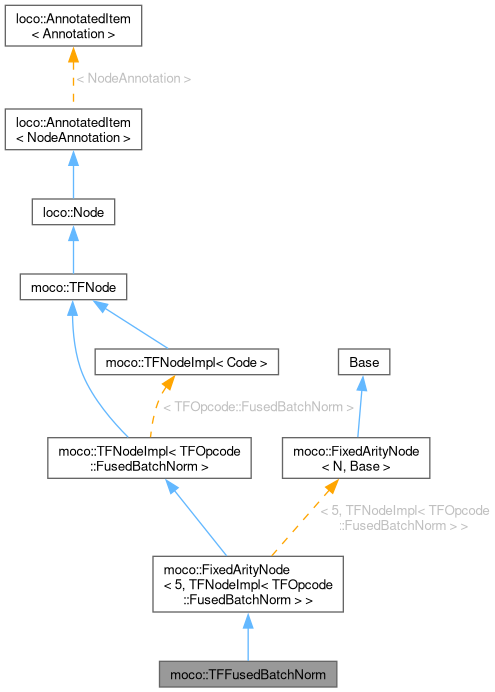 loco::AnnotatedItem
< Annotation >
< NodeAnnotation >
loco::AnnotatedItem
< NodeAnnotation >
loco::Node
moco::TFNode
moco::TFNodeImpl< Code >
Base
< TFOpcode::FusedBatchNorm >
moco::TFNodeImpl< TFOpcode
::FusedBatchNorm >
moco::FixedArityNode
< N, Base >
< 5, TFNodeImpl< TFOpcode
::FusedBatchNorm > >
moco::FixedArityNode
< 5, TFNodeImpl< TFOpcode
::FusedBatchNorm > >
moco::TFFusedBatchNorm